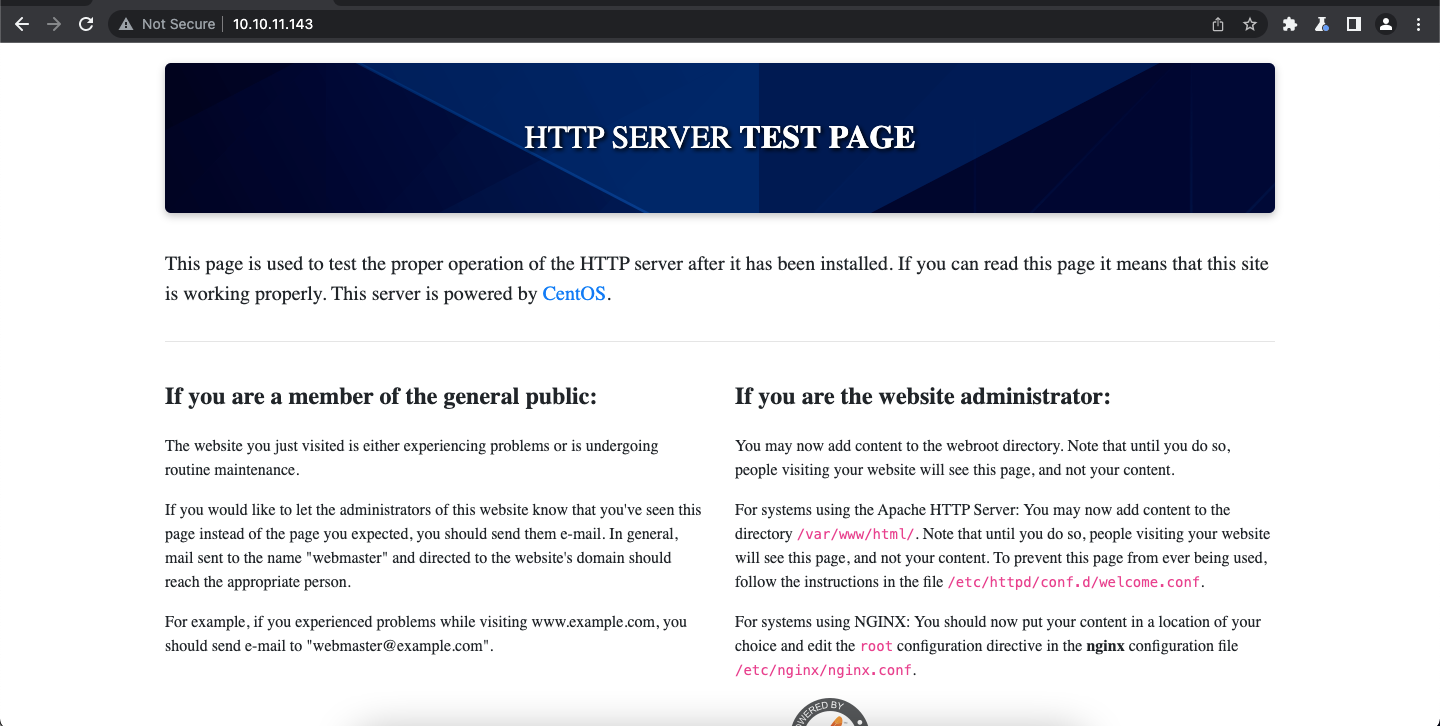 Not Secure 10.10.11.143
HTTP SERVER TEST PAGE
This page is used to test the proper operation of the HTTP server after it has been installed. If you can read this page it means that this site
is working properly. This server is powered by CentOS.
If you are a member of the general public:
The website you just visited is either experiencing problems or is undergoing
routine maintenance.
If you would like to let the administrators of this website know that you've seen this
page instead of the page you expected, you should send them e-mail. In general,
mail sent to the name "webmaster" and directed to the website's domain should
reach the appropriate person.
For example, if you experienced problems while visiting www.example.com, you
should send e-mail to "webmaster@example.com".
If you are the website administrator:
You may now add content to the webroot directory. Note that until you do so,
people visiting your website will see this page, and not your content.
For systems using the Apache HTTP Server: You may now add content to the
directory /var/www/html/. Note that until you do so, people visiting your website
will see this page, and not your content. To prevent this page from ever being used,
follow the instructions in the file /etc/httpd/conf.d/welcome.conf.
For systems using NGINX: You should now put your content in a location of your
choice and edit the root configuration directive in the nginx configuration file
/etc/nginx/nginx.conf.
POWERED BY